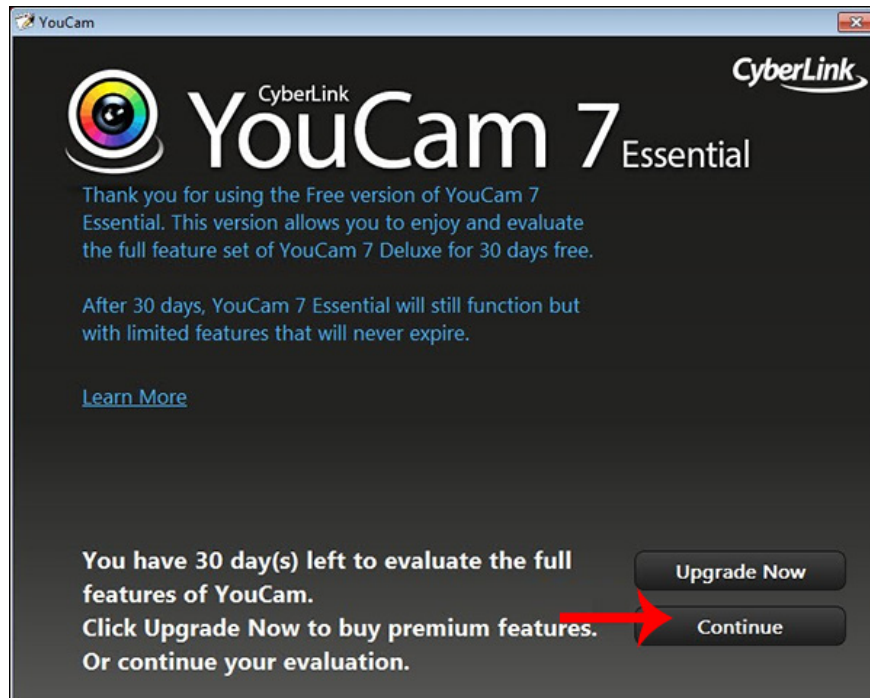 YouCam
CyberLink
CyberLink
YouCam 7 Essential
Thank you for using the Free version of YouCam 7
Essential. This version allows you to enjoy and evaluate
the full feature set of YouCam 7 Deluxe for 30 days free.
After 30 days, YouCam 7 Essential will still function but
with limited features that will never expire.
Learn More
You have 30 day(s) left to evaluate the full
features of YouCam.
Click Upgrade Now to buy premium features.
Or continue your evaluation.
Upgrade Now
Continue